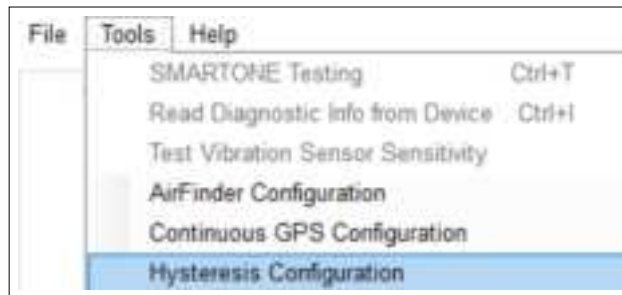 File Tools Help
SMARTONE Testing Ctrl+T
Read Diagnostic Info from Device Ctrl+I
Test Vibration Sensor Sensitivity
AirFinder Configuration
Continuous GPS Configuration
Hysteresis Configuration